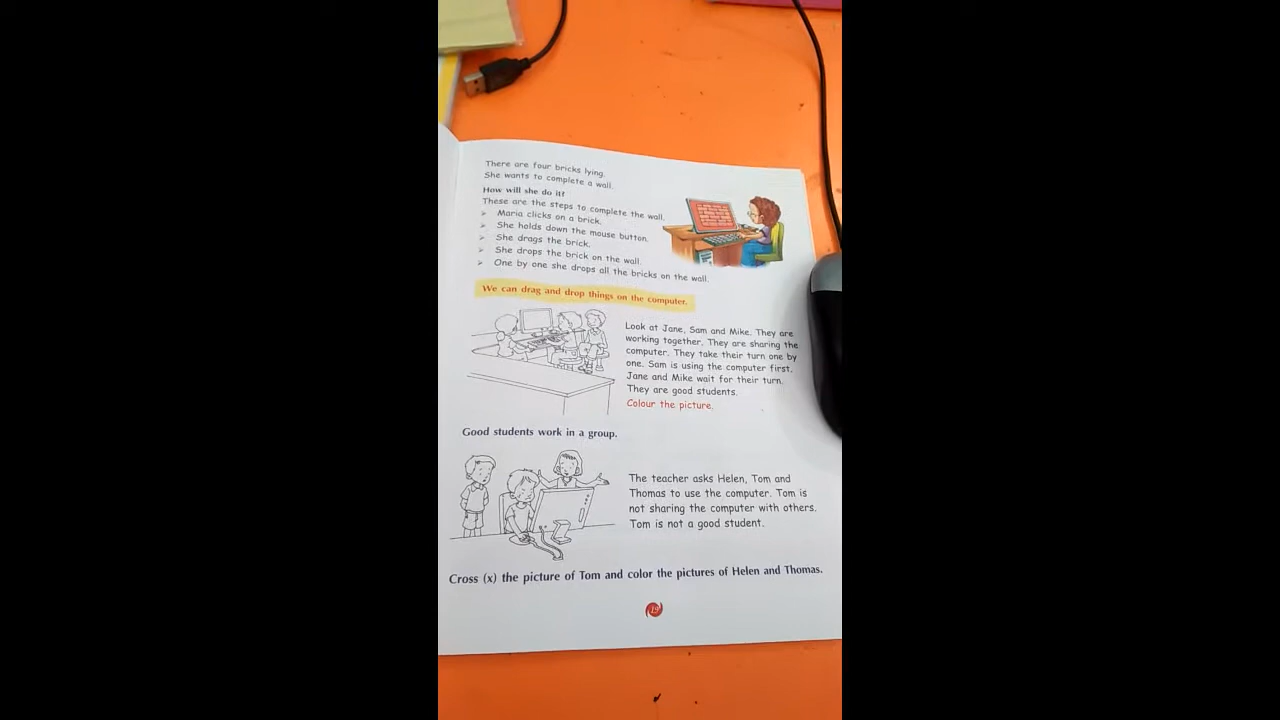 There are four bricks lying.
She wants to complete a wall.
How will she do it?
These are the steps to complete the wall.
➢ Maria clicks on a brick.
➢ She holds down the mouse button.
➢ She drags the brick.
➢ She drops the brick on the wall.
➢ One by one she drops all the bricks on the wall.
We can drag and drop things on the computer.
Look at Jane, Sam and Mike. They are
working together. They are sharing the
computer. They take their turn one by
one. Sam is using the computer first.
Jane and Mike wait for their turn.
They are good students.
Colour the picture.
Good students work in a group.
The teacher asks Helen, Tom and
Thomas to use the computer. Tom is
not sharing the computer with others.
Tom is not a good student.
Cross (x) the picture of Tom and color the pictures of Helen and Thomas.
19